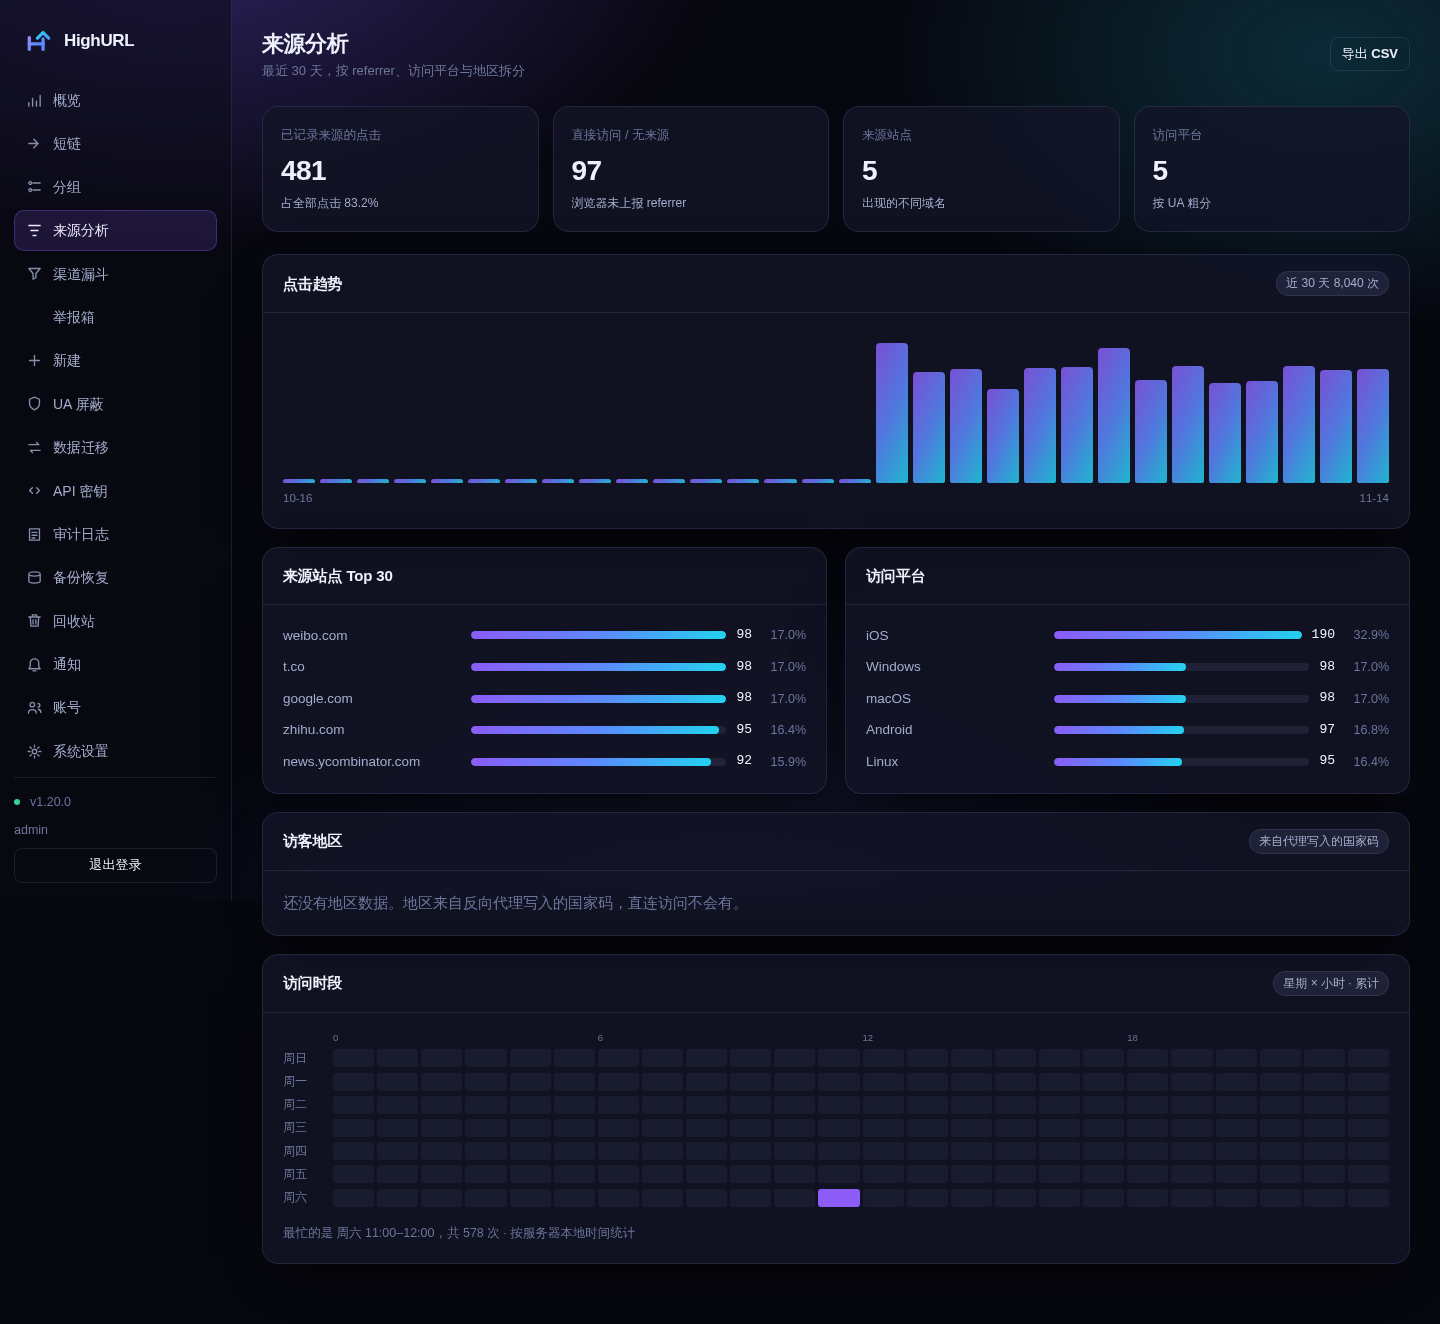 HighURL
概览
短链
分组
来源分析
渠道漏斗
举报箱
新建
UA 屏蔽
数据迁移
API 密钥
审计日志
备份恢复
回收站
通知
账号
系统设置
v1.20.0
admin
退出登录
来源分析
最近 30 天，按 referrer、访问平台与地区拆分
导出 CSV
已记录来源的点击
481
占全部点击 83.2%
直接访问 / 无来源
97
浏览器未上报 referrer
来源站点
5
出现的不同域名
访问平台
5
按 UA 粗分
点击趋势
近 30 天 8,040 次
10-16
11-14
来源站点 Top 30
weibo.com 98 17.0%
t.co 98 17.0%
google.com 98 17.0%
zhihu.com 95 16.4%
news.ycombinator.com 92 15.9%
访问平台
iOS 190 32.9%
Windows 98 17.0%
macOS 98 17.0%
Android 97 16.8%
Linux 95 16.4%
访客地区
来自代理写入的国家码
还没有地区数据。地区来自反向代理写入的国家码，直连访问不会有。
访问时段
星期 × 小时 · 累计
0 6 12 18
周日
周一
周二
周三
周四
周五
周六
最忙的是 周六 11:00–12:00，共 578 次 · 按服务器本地时间统计